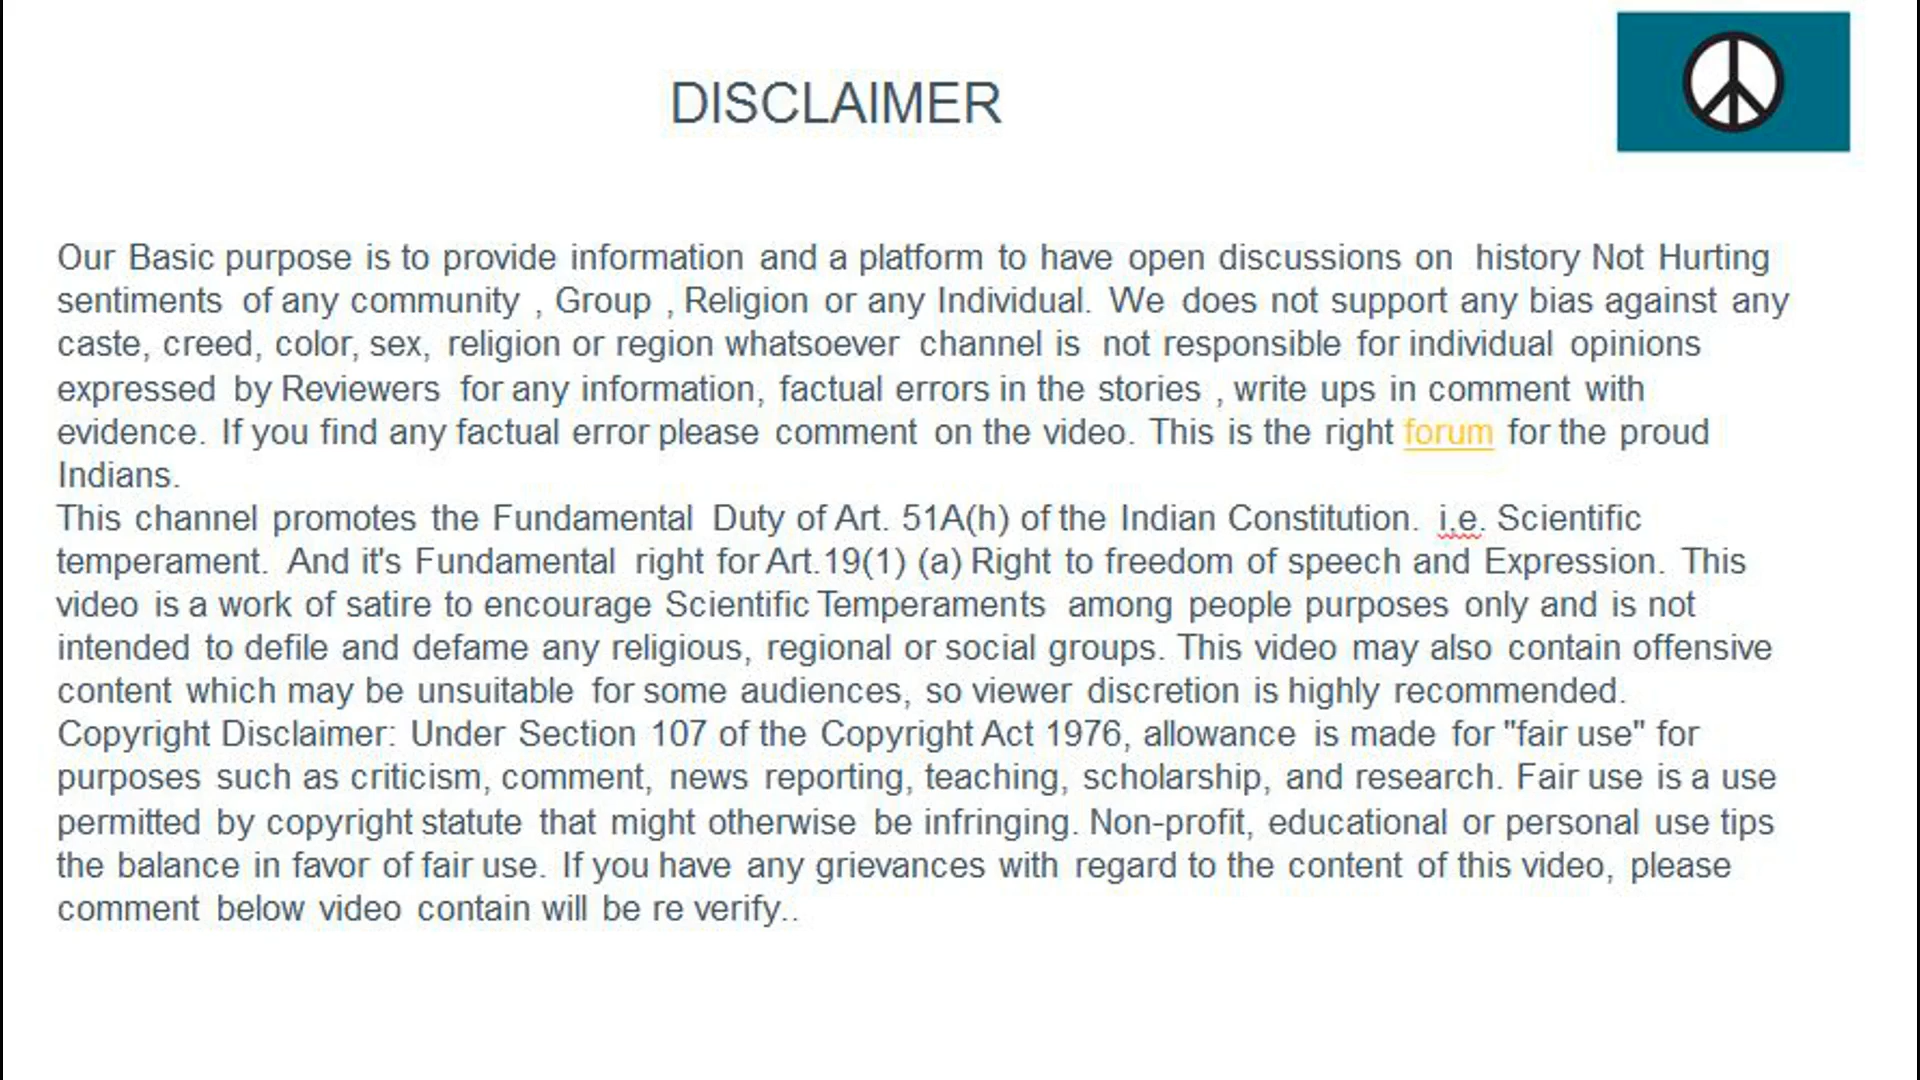 DISCLAIMER
Our Basic purpose is to provide information and a platform to have open discussions on history Not Hurting
sentiments of any community , Group , Religion or any Individual. We does not support any bias against any
caste, creed, color, sex, religion or region whatsoever channel is not responsible for individual opinions
expressed by Reviewers for any information, factual errors in the stories , write ups in comment with
evidence. If you find any factual error please comment on the video. This is the right forum for the proud
Indians.
This channel promotes the Fundamental Duty of Art. 51A(h) of the Indian Constitution. i.e. Scientific
temperament. And it's Fundamental right for Art.19(1) (a) Right to freedom of speech and Expression. This
video is a work of satire to encourage Scientific Temperaments among people purposes only and is not
intended to defile and defame any religious, regional or social groups. This video may also contain offensive
content which may be unsuitable for some audiences, so viewer discretion is highly recommended.
Copyright Disclaimer: Under Section 107 of the Copyright Act 1976, allowance is made for "fair use" for
purposes such as criticism, comment, news reporting, teaching, scholarship, and research. Fair use is a use
permitted by copyright statute that might otherwise be infringing. Non-profit, educational or personal use tips
the balance in favor of fair use. If you have any grievances with regard to the content of this video, please
comment below video contain will be re verify..